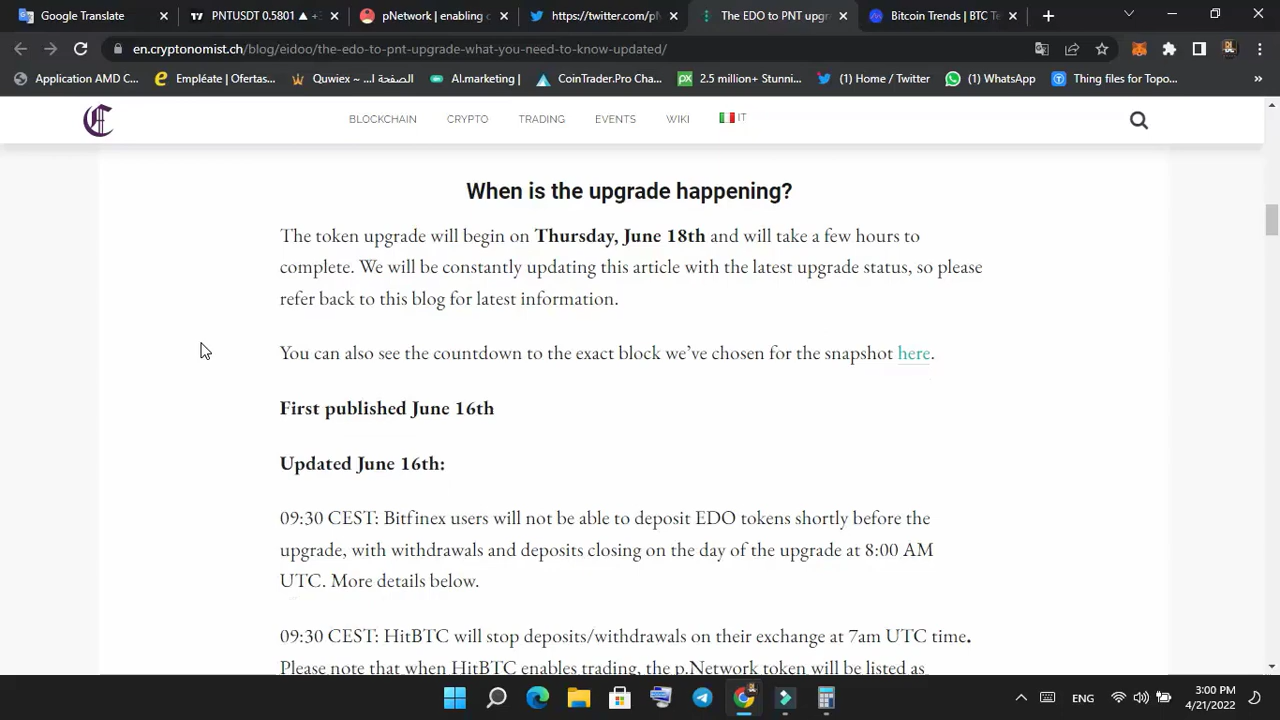 Google Translate
PNTUSDT 0.5801
pNetwork | enabling c
https://twitter.com/pN
The EDO to PNT upgr
Bitcoin Trends | BTC Te
en.cryptonomist.ch/blog/eidoo/the-edo-to-pnt-upgrade-what-you-need-to-know-updated/
Application AMD C...
Empléate | Ofertas...
Quwiex ~ الصفحة ا...
AI.marketing |
CoinTrader.Pro Cha...
2.5 million+ Stunni...
(1) Home / Twitter
(1) WhatsApp
Thing files for Topo...
»
BLOCKCHAIN
CRYPTO
TRADING
EVENTS
WIKI
IT
When is the upgrade happening?
The token upgrade will begin on Thursday, June 18th and will take a few hours to
complete. We will be constantly updating this article with the latest upgrade status, so please
refer back to this blog for latest information.
You can also see the countdown to the exact block we've chosen for the snapshot here.
First published June 16th
Updated June 16th:
09:30 CEST: Bitfinex users will not be able to deposit EDO tokens shortly before the
upgrade, with withdrawals and deposits closing on the day of the upgrade at 8:00 AM
UTC. More details below.
09:30 CEST: HitBTC will stop deposits/withdrawals on their exchange at 7am UTC time.
Please note that when HitBTC enables trading, the p.Network token will be listed as
ENG
3:00 PM
4/21/2022